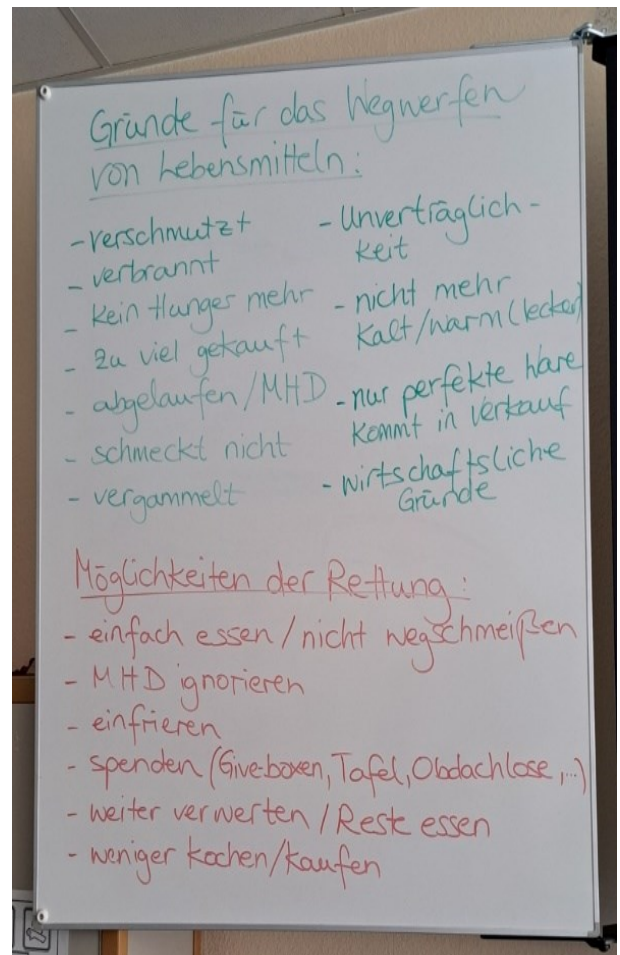 Gründe für das Wegwerfen
von Lebensmitteln:
- verschmutzt
- verbrannt
- kein Hunger mehr
- zu viel gekauft
- abgelaufen/MHD
- schmeckt nicht
- vergammelt
- Unverträglich-
keit
- nicht mehr
kalt/warm (lecker)
- nur perfekte Ware
kommt in Verkauf
- wirtschaftsliche
Gründe
Möglichkeiten der Rettung:
- einfach essen/nicht wegschmeißen
- MHD ignorieren
- einfrieren
- spenden (Give-boxen, Tafel, Obdachlose,...)
- weiter verwerten/Reste essen
- weniger kochen/kaufen